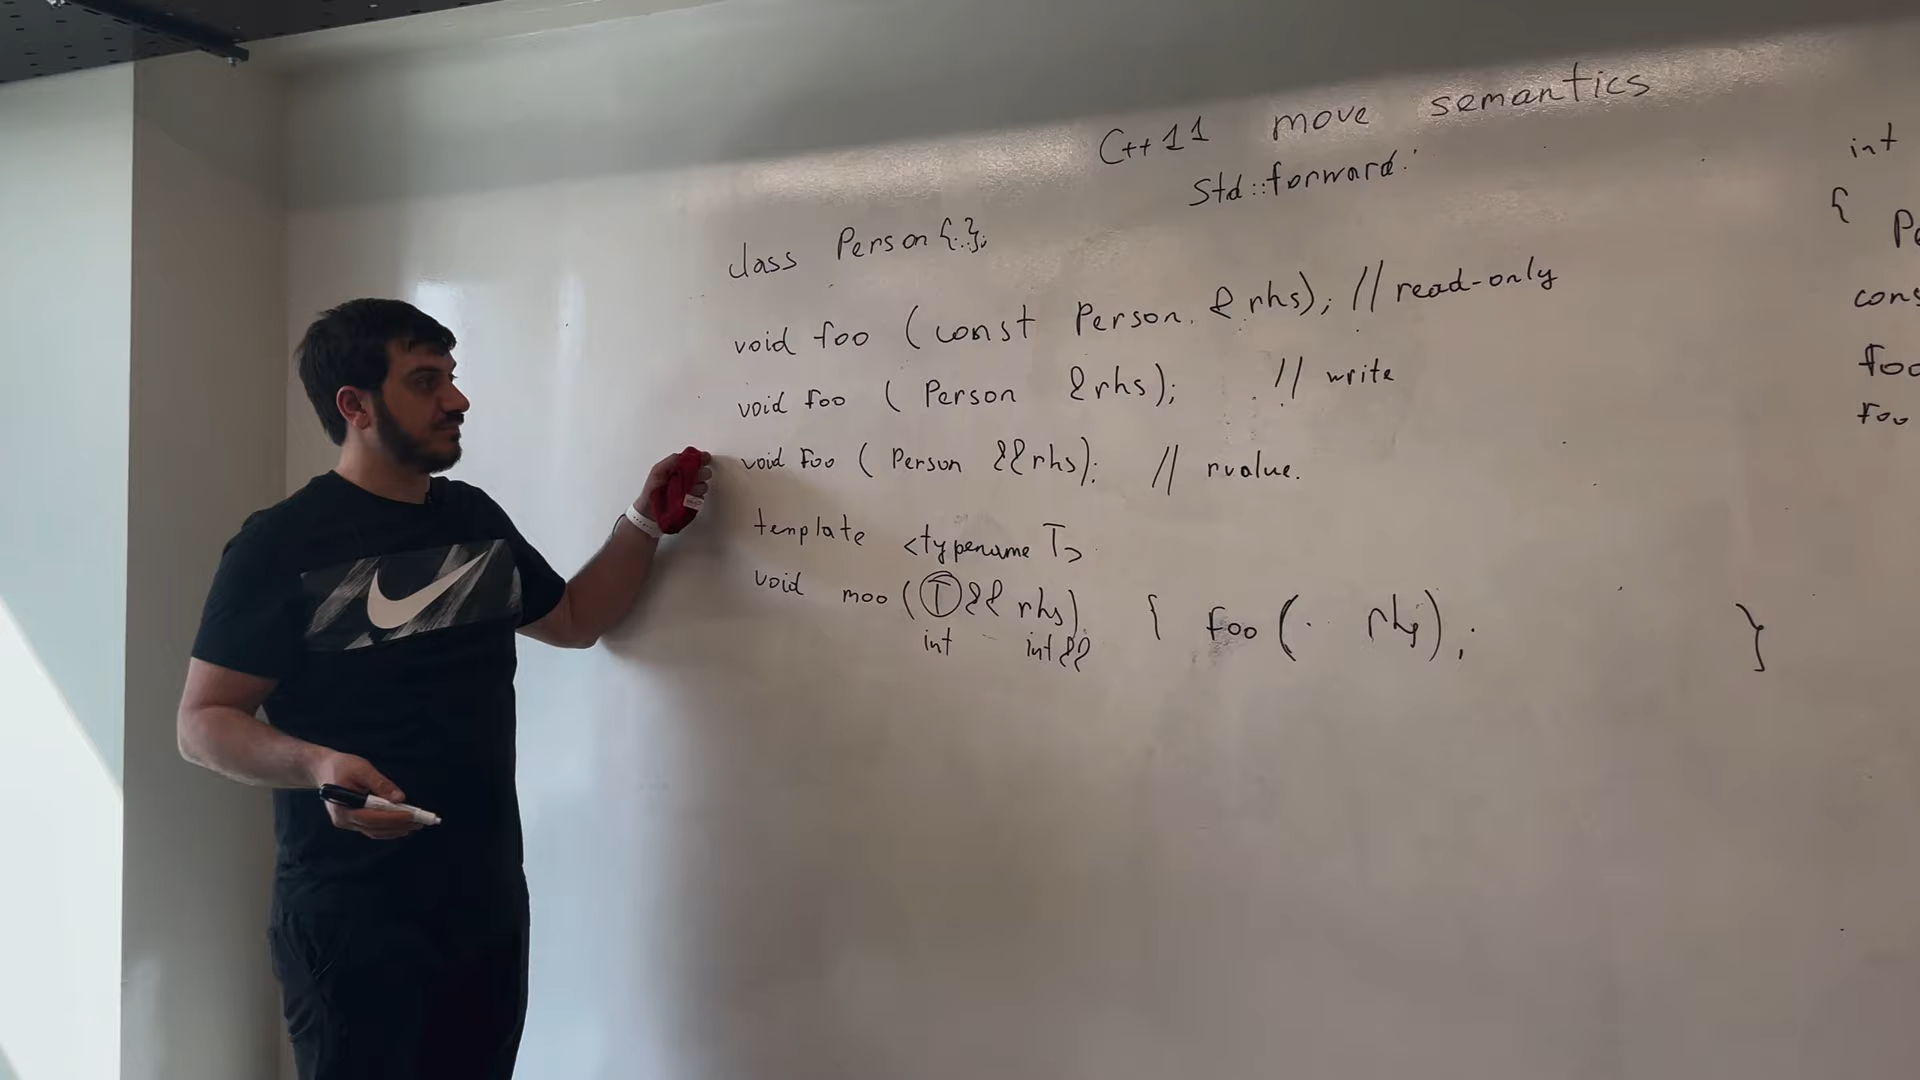 C++11 move semantics
std::forward.
class Person {..};
void foo (const Person & rhs); // read-only
void foo ( Person & rhs); // write
void foo ( Person && rhs); // rvalue.
template <typename T>
void moo (T && rhs) { foo ( rhs); }
int int &&
int
{
cons
foo
foo